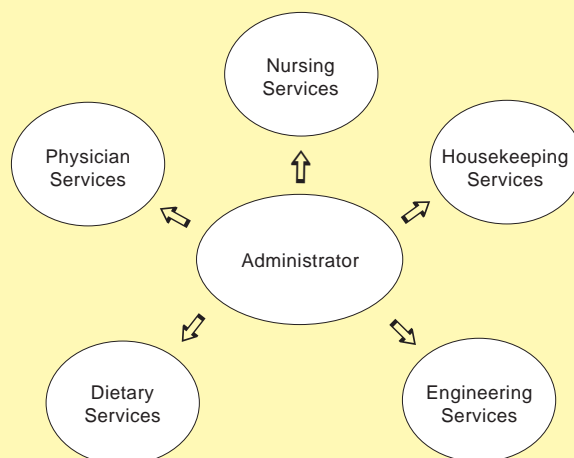 Nursing
Services
Physician
Services
Housekeeping
Services
Administrator
Dietary
Services
Engineering
Services